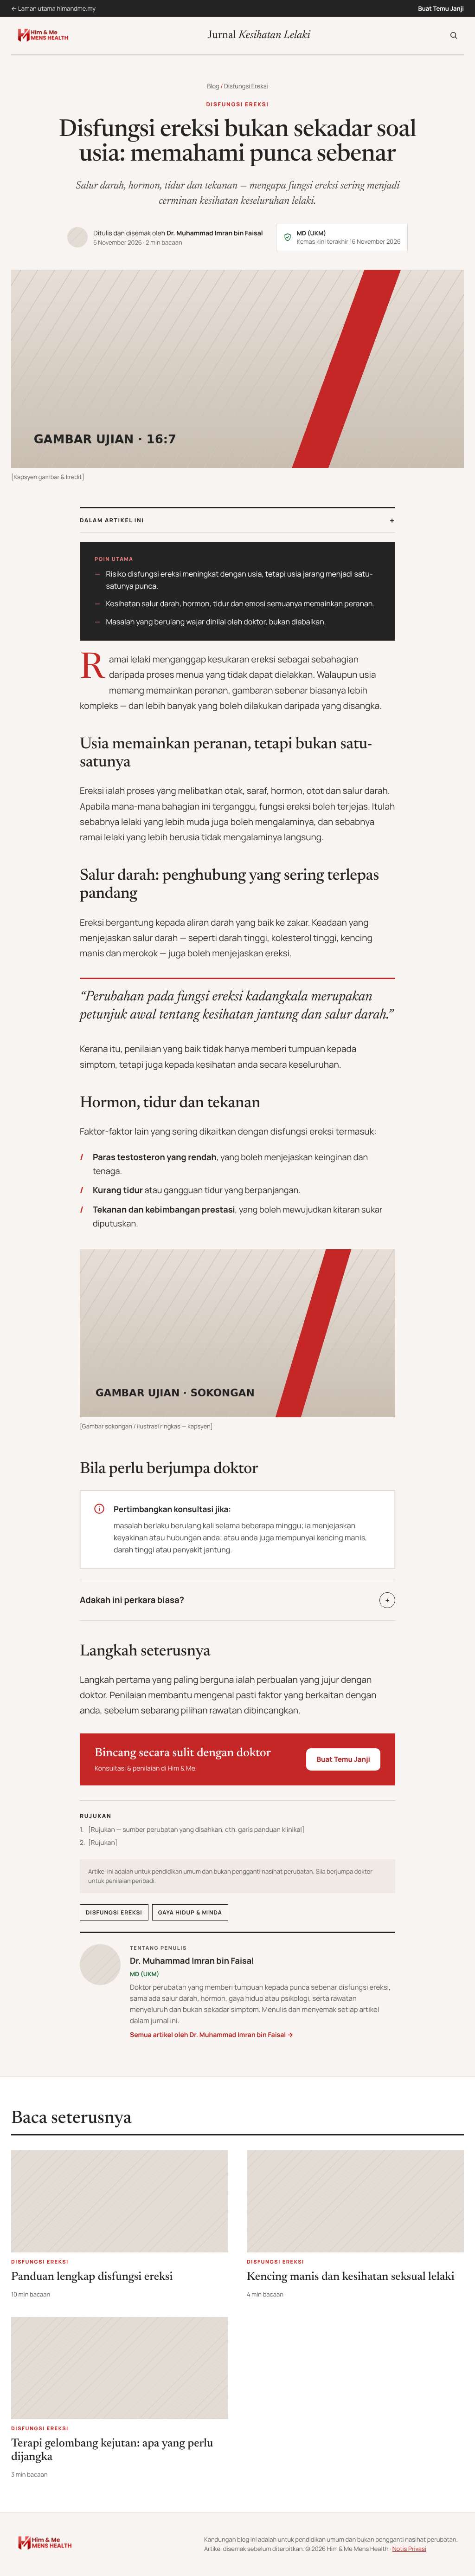 ← Laman utama himandme.my
Buat Temu Janji
Him & Me
MENS HEALTH
Jurnal Kesihatan Lelaki
Blog / Disfungsi Ereksi
DISFUNGSI EREKSI
Disfungsi ereksi bukan sekadar soal
usia: memahami punca sebenar
Salur darah, hormon, tidur dan tekanan — mengapa fungsi ereksi sering menjadi
cerminan kesihatan keseluruhan lelaki.
Ditulis dan disemak oleh Dr. Muhammad Imran bin Faisal
5 November 2026 · 2 min bacaan
MD (UKM)
Kemas kini terakhir 16 November 2026
GAMBAR UJIAN · 16:7
[Kapsyen gambar & kredit]
DALAM ARTIKEL INI
+
POIN UTAMA
— Risiko disfungsi ereksi meningkat dengan usia, tetapi usia jarang menjadi satu-
satunya punca.
— Kesihatan salur darah, hormon, tidur dan emosi semuanya memainkan peranan.
— Masalah yang berulang wajar dinilai oleh doktor, bukan diabaikan.
Ramai lelaki menganggap kesukaran ereksi sebagai sebahagian
daripada proses menua yang tidak dapat dielakkan. Walaupun usia
memang memainkan peranan, gambaran sebenar biasanya lebih
kompleks — dan lebih banyak yang boleh dilakukan daripada yang disangka.
Usia memainkan peranan, tetapi bukan satu-
satunya
Ereksi ialah proses yang melibatkan otak, saraf, hormon, otot dan salur darah.
Apabila mana-mana bahagian ini terganggu, fungsi ereksi boleh terjejas. Itulah
sebabnya lelaki yang lebih muda juga boleh mengalaminya, dan sebabnya
ramai lelaki yang lebih berusia tidak mengalaminya langsung.
Salur darah: penghubung yang sering terlepas
pandang
Ereksi bergantung kepada aliran darah yang baik ke zakar. Keadaan yang
menjejaskan salur darah — seperti darah tinggi, kolesterol tinggi, kencing
manis dan merokok — juga boleh menjejaskan ereksi.
“Perubahan pada fungsi ereksi kadangkala merupakan
petunjuk awal tentang kesihatan jantung dan salur darah.”
Kerana itu, penilaian yang baik tidak hanya memberi tumpuan kepada
simptom, tetapi juga kepada kesihatan anda secara keseluruhan.
Hormon, tidur dan tekanan
Faktor-faktor lain yang sering dikaitkan dengan disfungsi ereksi termasuk:
/ Paras testosteron yang rendah, yang boleh menjejaskan keinginan dan
tenaga.
/ Kurang tidur atau gangguan tidur yang berpanjangan.
/ Tekanan dan kebimbangan prestasi, yang boleh mewujudkan kitaran sukar
diputuskan.
GAMBAR UJIAN · SOKONGAN
[Gambar sokongan / ilustrasi ringkas — kapsyen]
Bila perlu berjumpa doktor
Pertimbangkan konsultasi jika:
masalah berlaku berulang kali selama beberapa minggu; ia menjejaskan
keyakinan atau hubungan anda; atau anda juga mempunyai kencing manis,
darah tinggi atau penyakit jantung.
Adakah ini perkara biasa?
+
Langkah seterusnya
Langkah pertama yang paling berguna ialah perbualan yang jujur dengan
doktor. Penilaian membantu mengenal pasti faktor yang berkaitan dengan
anda, sebelum sebarang pilihan rawatan dibincangkan.
Bincang secara sulit dengan doktor
Konsultasi & penilaian di Him & Me.
Buat Temu Janji
RUJUKAN
1. [Rujukan — sumber perubatan yang disahkan, cth. garis panduan klinikal]
2. [Rujukan]
Artikel ini adalah untuk pendidikan umum dan bukan pengganti nasihat perubatan. Sila berjumpa doktor
untuk penilaian peribadi.
DISFUNGSI EREKSI
GAYA HIDUP & MINDA
TENTANG PENULIS
Dr. Muhammad Imran bin Faisal
MD (UKM)
Doktor perubatan yang memberi tumpuan kepada punca sebenar disfungsi ereksi,
sama ada salur darah, hormon, gaya hidup atau psikologi, serta rawatan
menyeluruh dan bukan sekadar simptom. Menulis dan menyemak setiap artikel
dalam jurnal ini.
Semua artikel oleh Dr. Muhammad Imran bin Faisal →
Baca seterusnya
DISFUNGSI EREKSI
Panduan lengkap disfungsi ereksi
10 min bacaan
DISFUNGSI EREKSI
Kencing manis dan kesihatan seksual lelaki
4 min bacaan
DISFUNGSI EREKSI
Terapi gelombang kejutan: apa yang perlu
dijangka
3 min bacaan
Him & Me
MENS HEALTH
Kandungan blog ini adalah untuk pendidikan umum dan bukan pengganti nasihat perubatan.
Artikel disemak sebelum diterbitkan. © 2026 Him & Me Mens Health · Notis Privasi